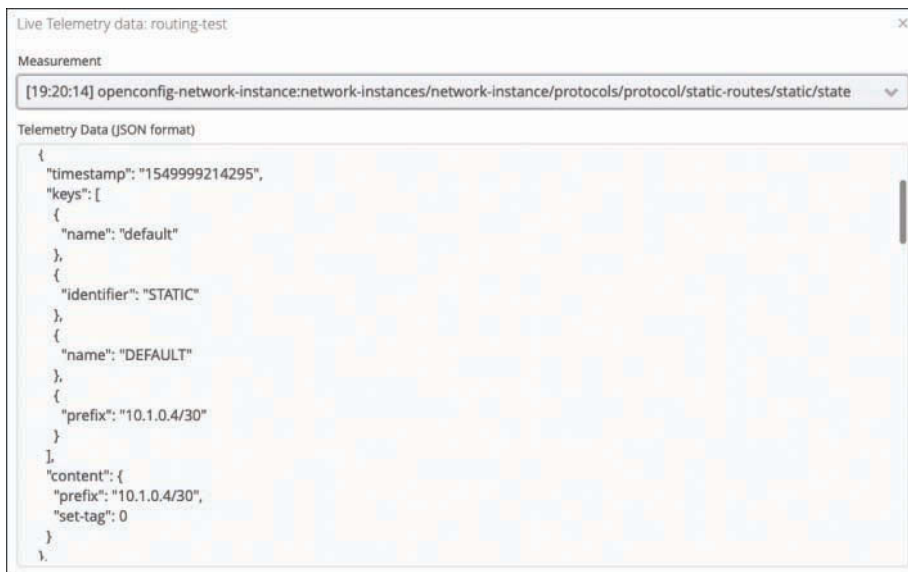 Live Telemetry data: routing-test
Measurement
[19:20:14] openconfig-network-instance:network-instances/network-instance/protocols/protocol/static-routes/static/state
Telemetry Data (JSON format)
{
"timestamp": "1549999214295",
"keys": [
{
"name": "default"
},
{
"identifier": "STATIC"
},
{
"name": "DEFAULT"
},
{
"prefix": "10.1.0.4/30"
}
],
"content": {
"prefix": "10.1.0.4/30",
"set-tag": 0
}
},